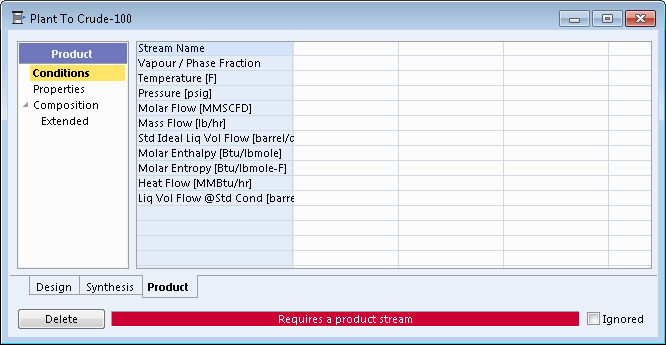 Plant To Crude-100
Product
Conditions
Properties
Composition
Extended
Stream Name
Vapour / Phase Fraction
Temperature [F]
Pressure [psig]
Molar Flow [MMSCFD]
Mass Flow [lb/hr]
Std Ideal Liq Vol Flow [barrel/d
Molar Enthalpy [Btu/lbmole]
Molar Entropy [Btu/lbmole-F]
Heat Flow [MMBtu/hr]
Liq Vol Flow @Std Cond [barre
Design Synthesis Product
Delete Requires a product stream Ignored